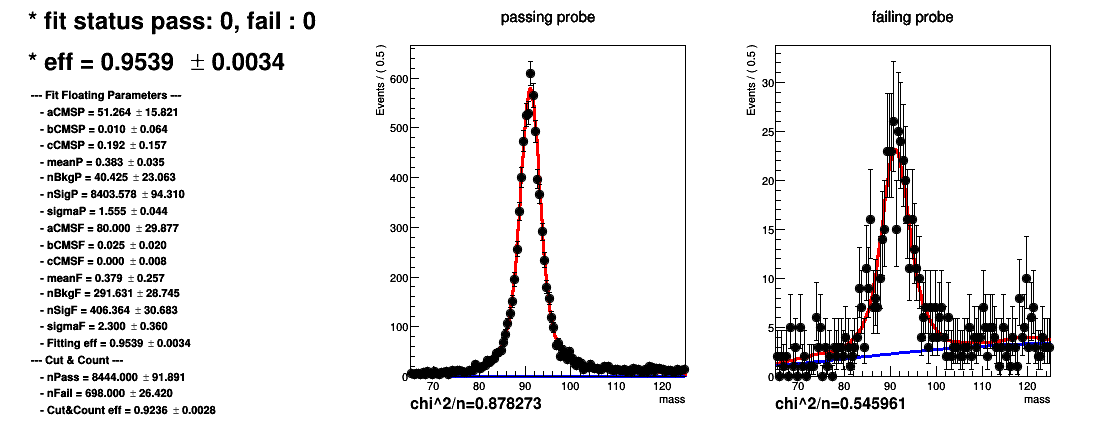 * fit status pass: 0, fail : 0
* eff = 0.9539 ± 0.0034
--- Fit Floating Parameters ---
- aCMSP = 51.264 ± 15.821
- bCMSP = 0.010 ± 0.064
- cCMSP = 0.192 ± 0.157
- meanP = 0.383 ± 0.035
- nBkgP = 40.425 ± 23.063
- nSigP = 8403.578 ± 94.310
- sigmaP = 1.555 ± 0.044
- aCMSF = 80.000 ± 29.877
- bCMSF = 0.025 ± 0.020
- cCMSF = 0.000 ± 0.008
- meanF = 0.379 ± 0.257
- nBkgF = 291.631 ± 28.745
- nSigF = 406.364 ± 30.683
- sigmaF = 2.300 ± 0.360
- Fitting eff = 0.9539 ± 0.0034
--- Cut & Count ---
- nPass = 8444.000 ± 91.891
- nFail = 698.000 ± 26.420
- Cut&Count eff = 0.9236 ± 0.0028
passing probe
Events / ( 0.5 )
600
500
400
300
200
100
0
70 80 90 100 110 120
mass
chi^2/n=0.878273
failing probe
Events / ( 0.5 )
30
25
20
15
10
5
0
70 80 90 100 110 120
mass
chi^2/n=0.545961